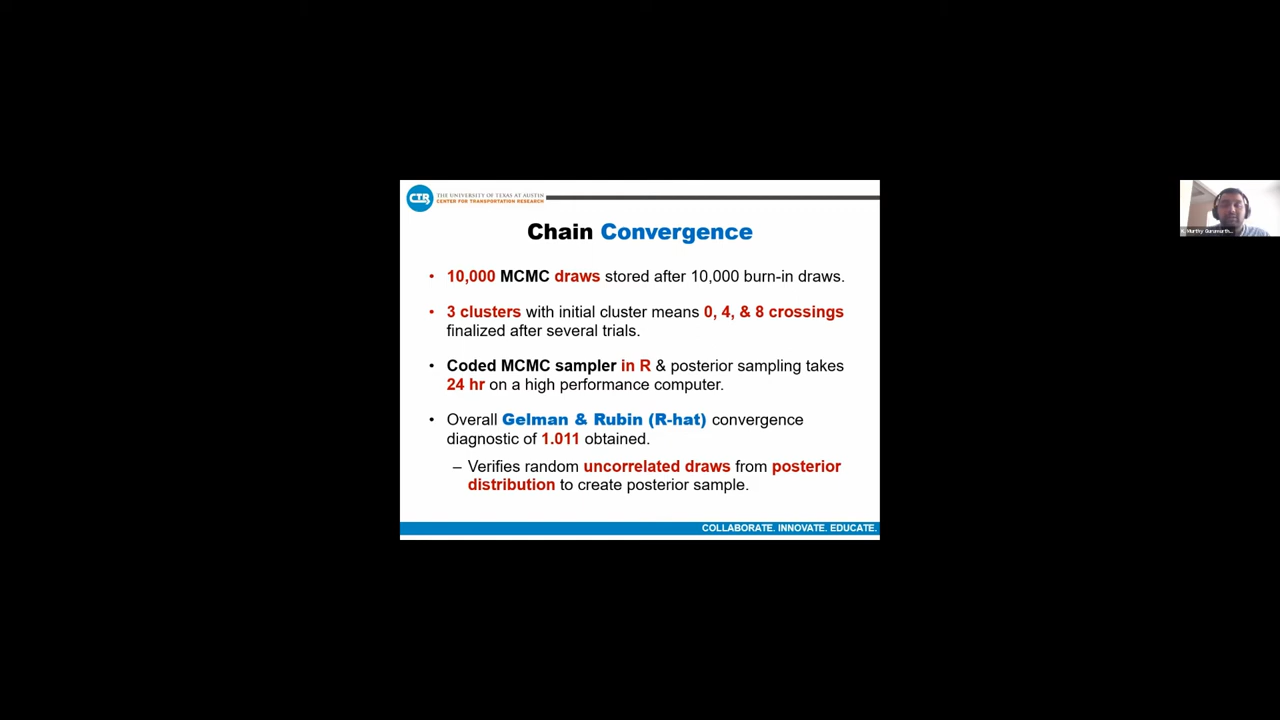 CTR
THE UNIVERSITY OF TEXAS AT AUSTIN
CENTER FOR TRANSPORTATION RESEARCH
Chain Convergence
• 10,000 MCMC draws stored after 10,000 burn-in draws.
• 3 clusters with initial cluster means 0, 4, & 8 crossings
finalized after several trials.
• Coded MCMC sampler in R & posterior sampling takes
24 hr on a high performance computer.
• Overall Gelman & Rubin (R-hat) convergence
diagnostic of 1.011 obtained.
– Verifies random uncorrelated draws from posterior
distribution to create posterior sample.
COLLABORATE. INNOVATE. EDUCATE.